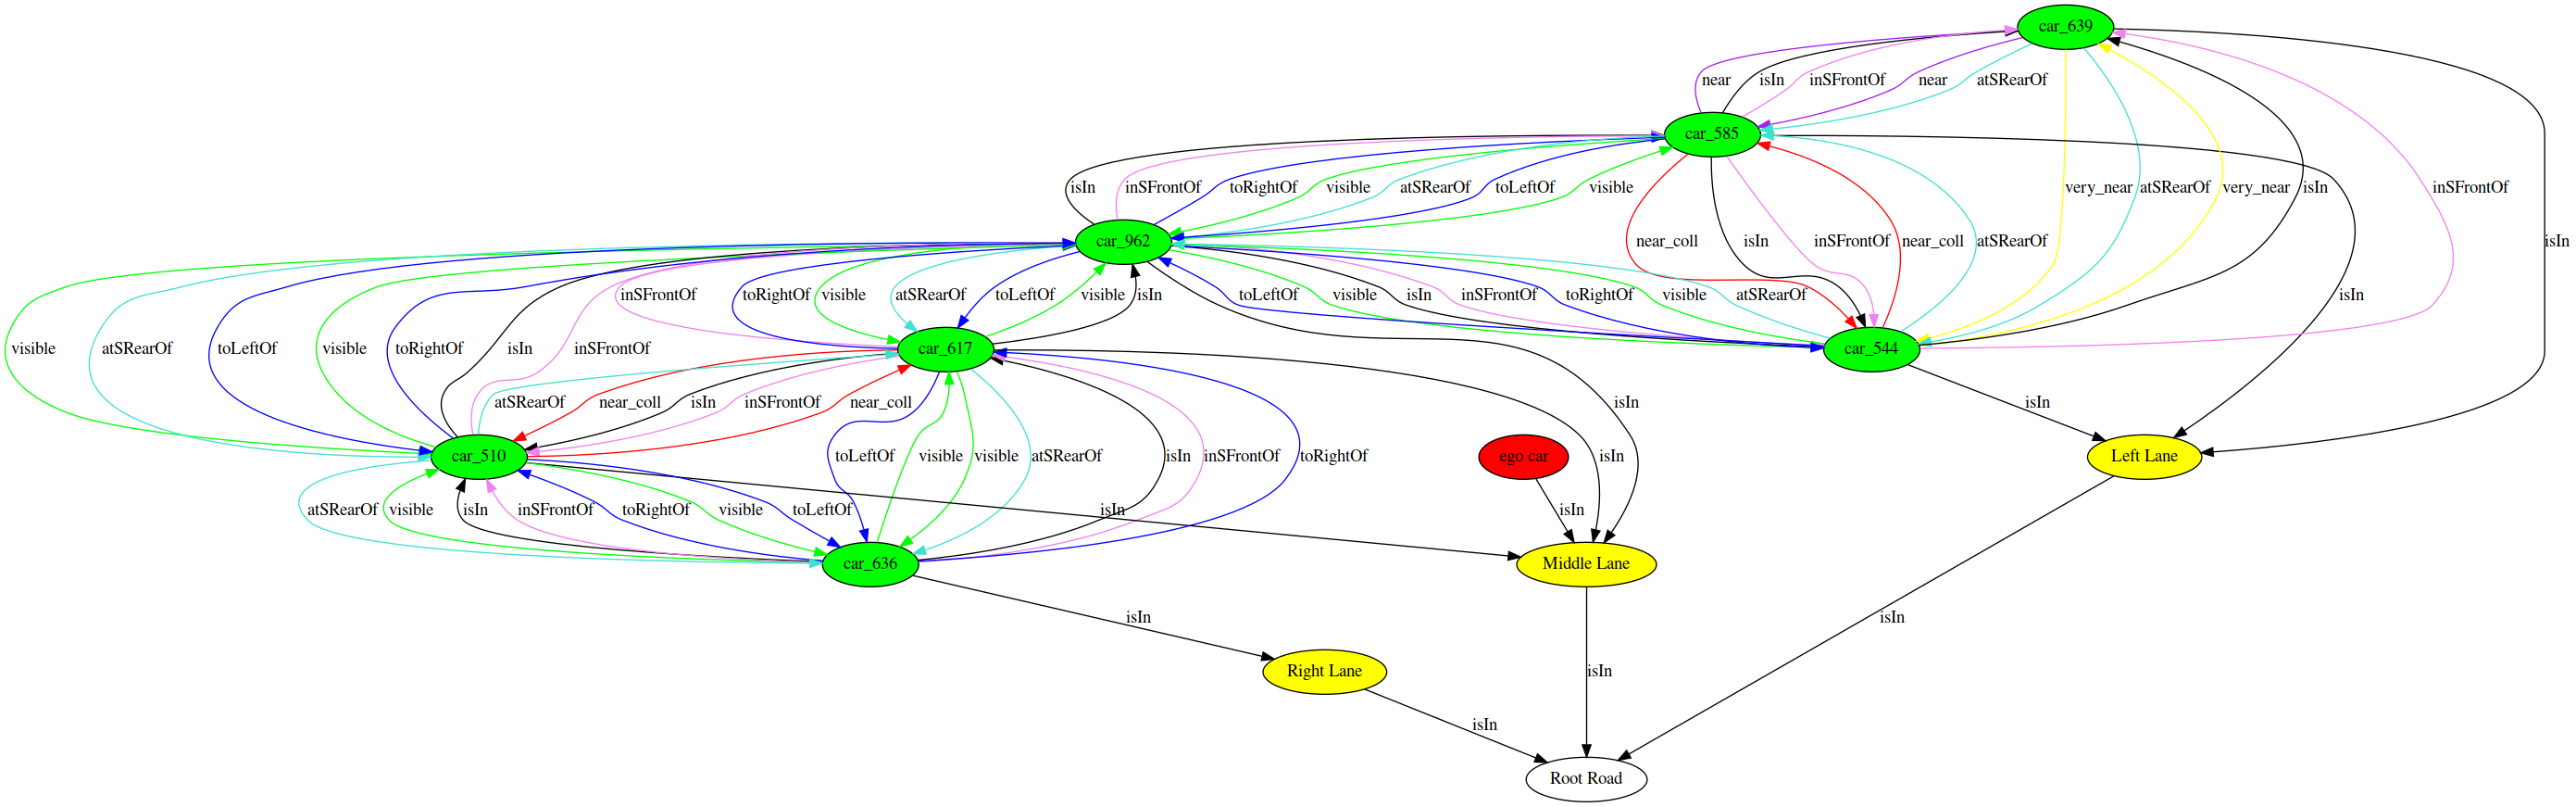 car_639
near
isIn
inSFrontOf
near
atSRearOf
car_585
isIn
inSFrontOf
toRightOf
visible
atSRearOf
toLeftOf
visible
very_near
atSRearOf
very_near
isIn
inSFrontOf
car_962
near_coll
isIn
inSFrontOf
near_coll
atSRearOf
isIn
inSFrontOf
toRightOf
visible
atSRearOf
toLeftOf
visible
isIn
toLeftOf
visible
isIn
inSFrontOf
toRightOf
visible
atSRearOf
isIn
visible
atSRearOf
toLeftOf
visible
toRightOf
isIn
inSFrontOf
car_617
car_544
atSRearOf
near_coll
isIn
inSFrontOf
near_coll
isIn
isIn
car_510
toLeftOf
visible
visible
atSRearOf
isIn
inSFrontOf
toRightOf
ego car
isIn
Left Lane
atSRearOf
visible
isIn
inSFrontOf
toRightOf
visible
toLeftOf
isIn
isIn
car_636
Middle Lane
isIn
isIn
Right Lane
isIn
isIn
Root Road